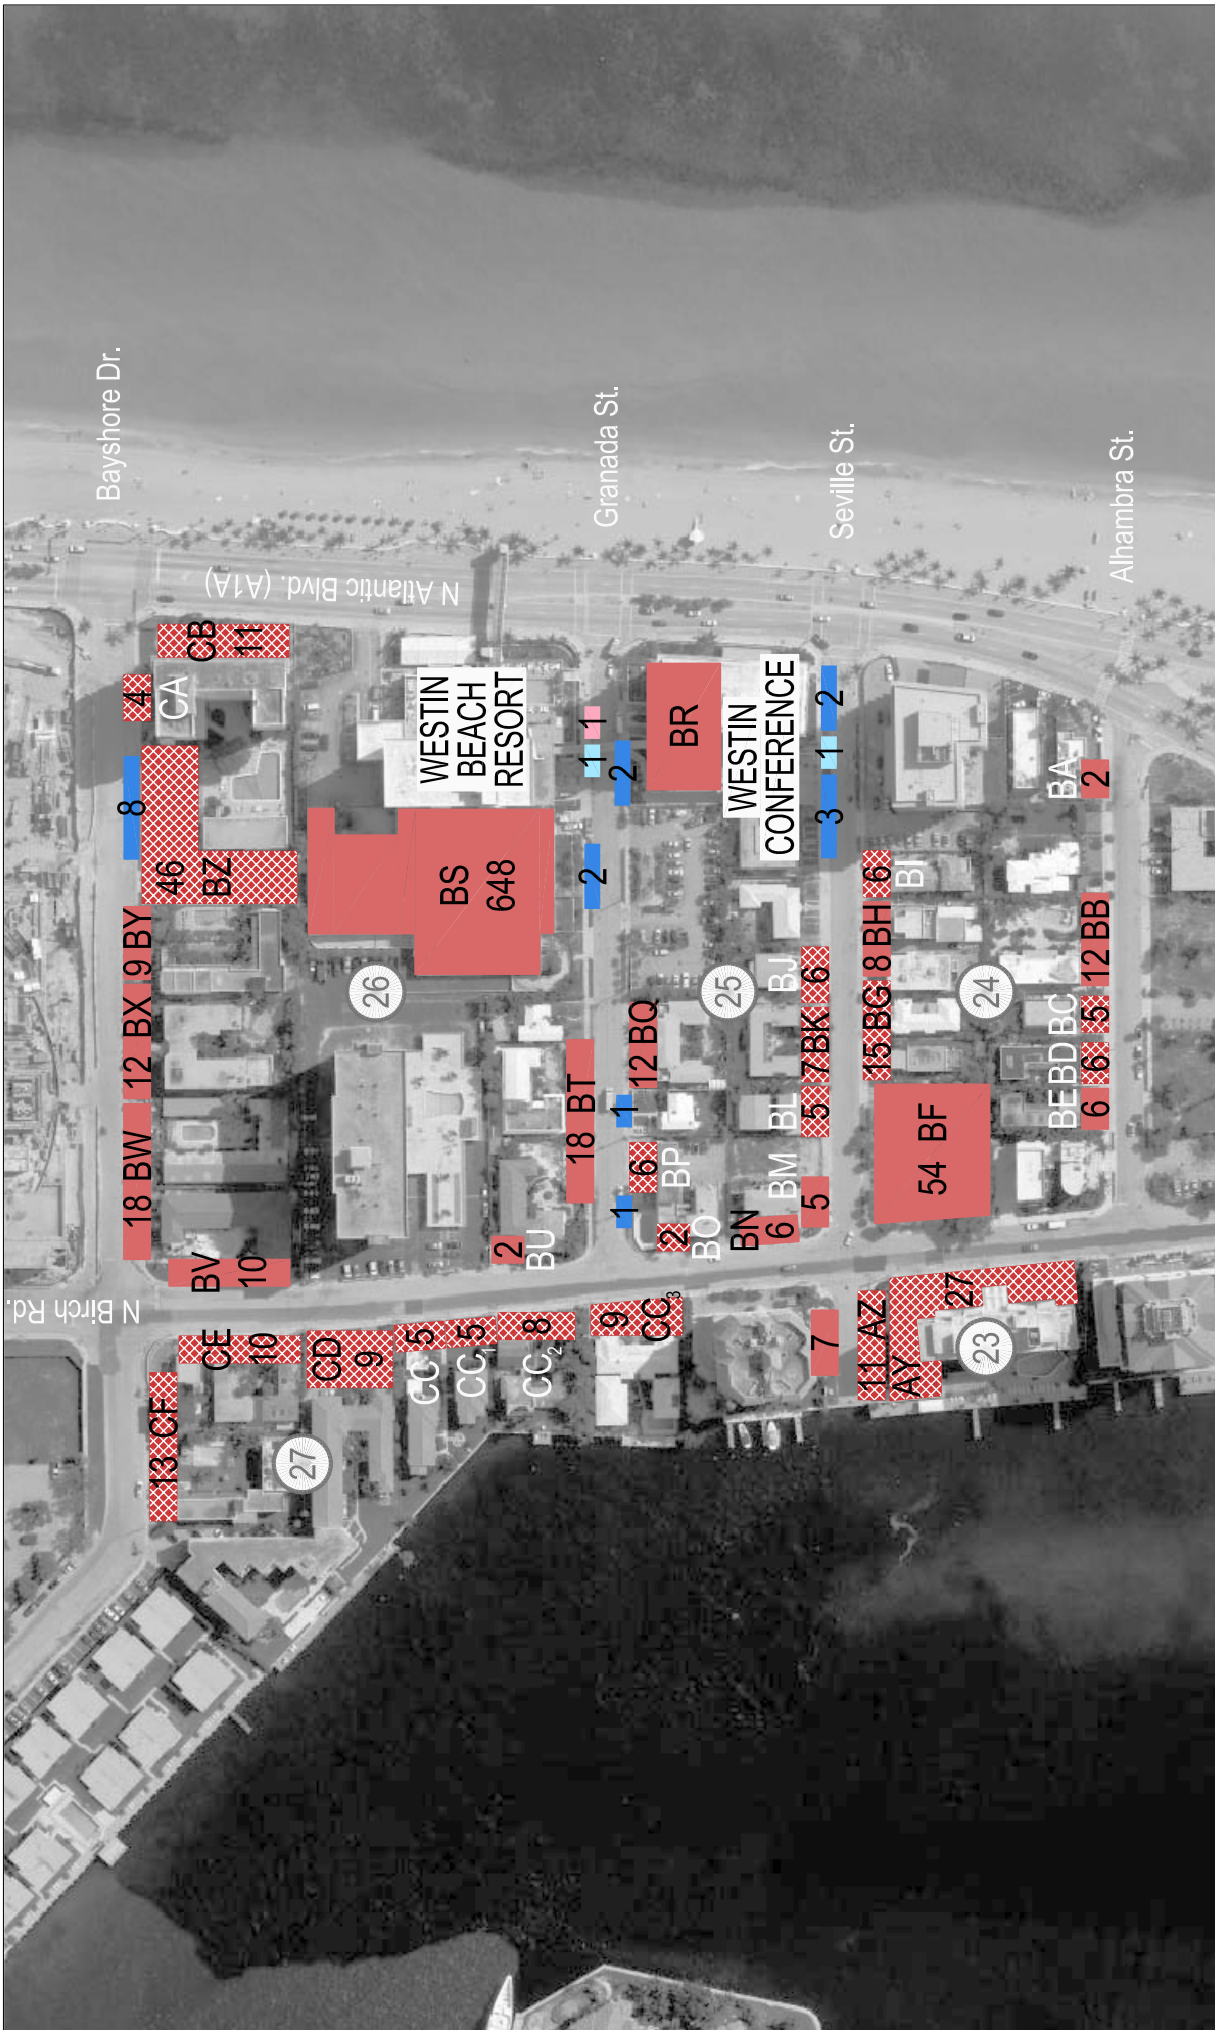 Bayshore Dr.
Granada St.
Seville St.
Alhambra St.
N Atlantic Blvd. (A1A)
N Birch Rd.
CB
11
4
CA
8
46
BZ
9 BY
12 BX
18 BW
BV
10
WESTIN
BEACH
RESORT
BS
648
26
1
1
2
2
18 BT
2
BU
BR
WESTIN
CONFERENCE
2
1
3
25
12 BQ
1
6
BP
1
2
BO
BN
6
BJ
6
7 BK
BL
5
BM
5
6
BI
8 BH
15 BG
24
54 BF
BA
2
12 BB
BC
5
BD
6
BE
6
CE
10
13 CF
27
CD
9
CC
5
CC1
5
CC2
8
9
CC3
7
11 AZ
AY
27
23